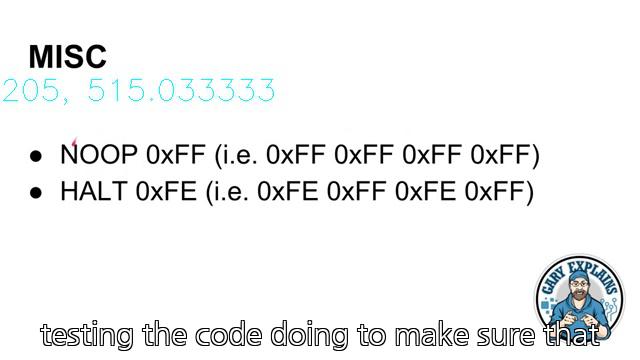 MISC
205, 515.033333
● NOOP 0xFF (i.e. 0xFF 0xFF 0xFF 0xFF)
● HALT 0xFE (i.e. 0xFE 0xFF 0xFE 0xFF)
GARY EXPLAINS
testing the code doing to make sure that